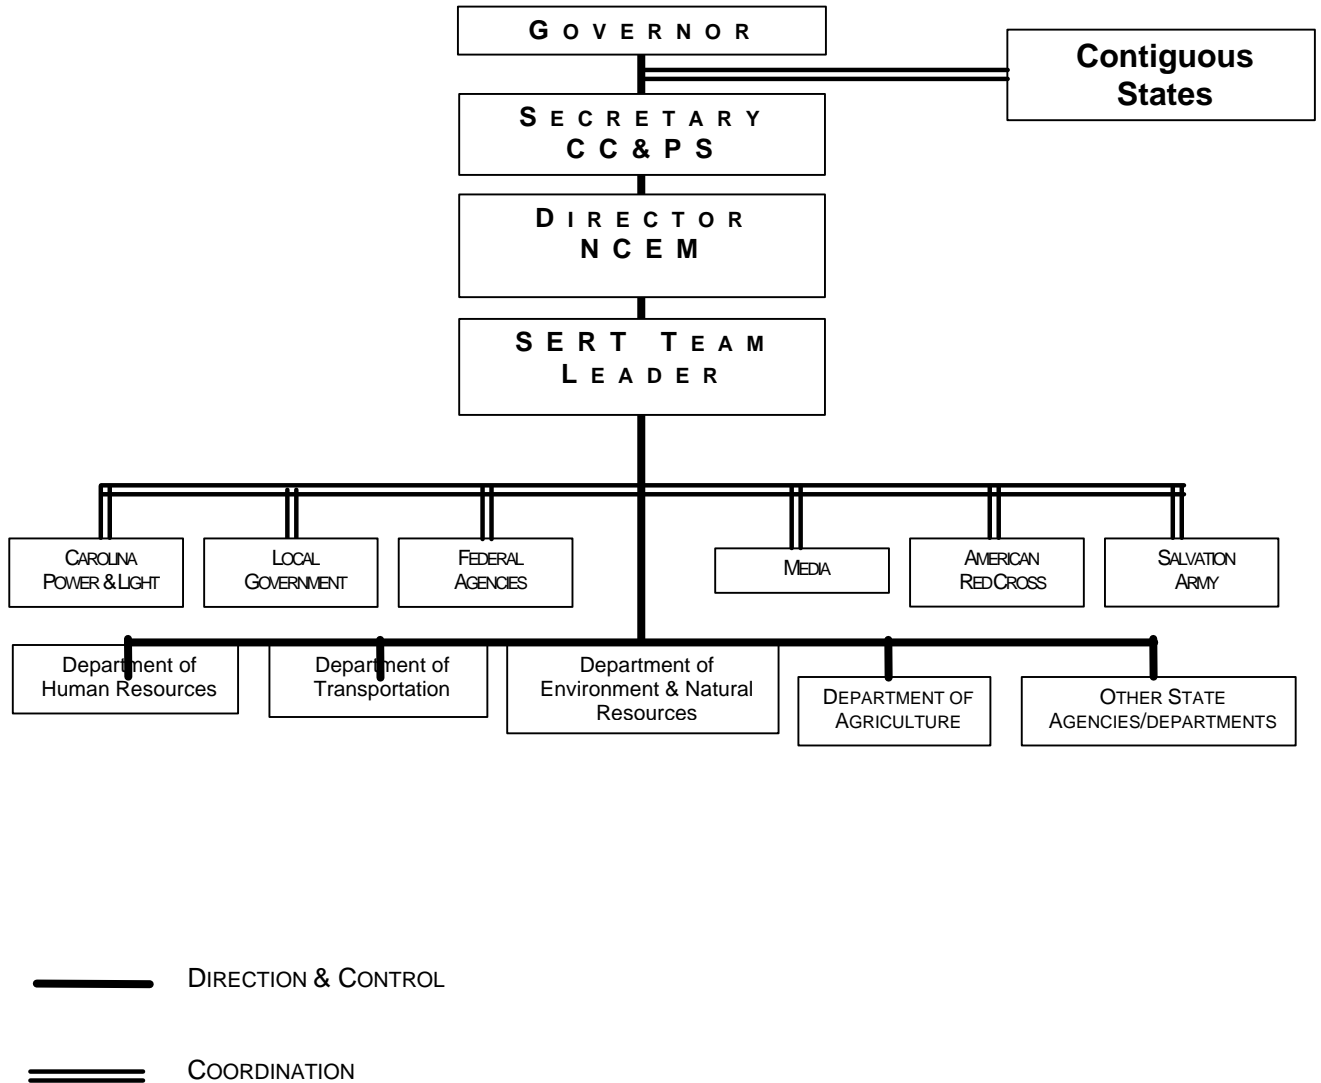 GOVERNOR
Contiguous
States
SECRETARY
CC&PS
DIRECTOR
NCEM
SERT TEAM
LEADER
CAROLINA
POWER & LIGHT
LOCAL
GOVERNMENT
FEDERAL
AGENCIES
MEDIA
AMERICAN
RED CROSS
SALVATION
ARMY
Department of
Human Resources
Department of
Transportation
Department of
Environment & Natural
Resources
DEPARTMENT OF
AGRICULTURE
OTHER STATE
AGENCIES/DEPARTMENTS
DIRECTION & CONTROL
COORDINATION